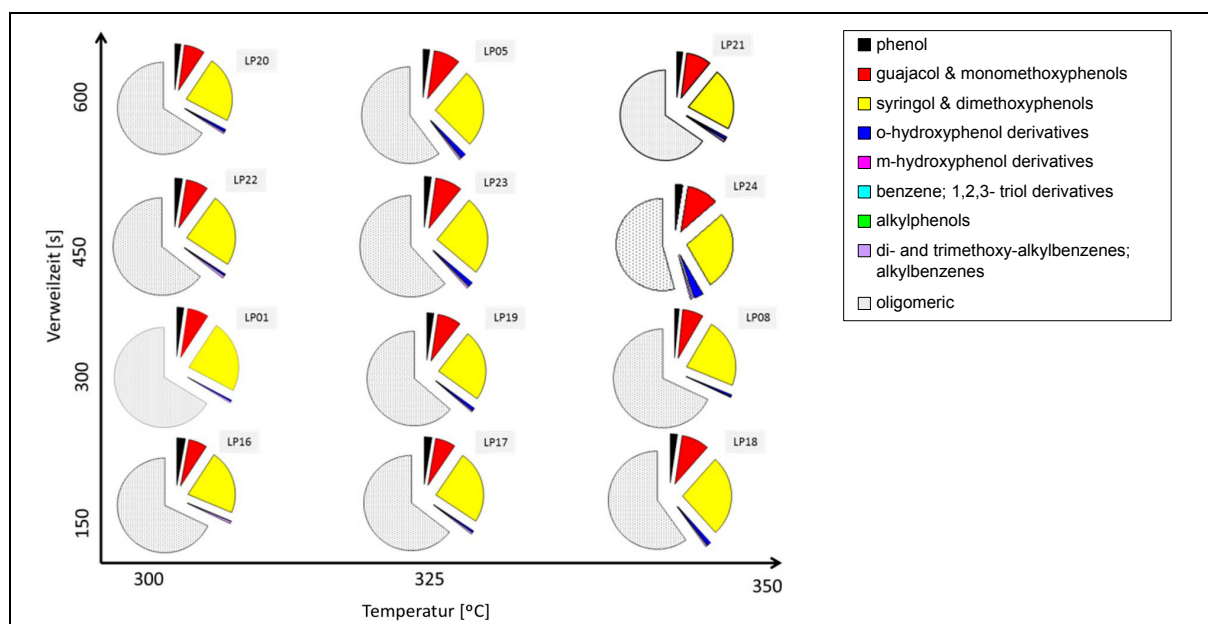 LP20
LP05
LP21
600
LP22
LP23
LP24
450
LP01
LP19
LP08
300
LP16
LP17
LP18
150
Verweilzeit [s]
300
325
350
Temperatur [ºC]
phenol
guajacol & monomethoxyphenols
syringol & dimethoxyphenols
o-hydroxyphenol derivatives
m-hydroxyphenol derivatives
benzene; 1,2,3- triol derivatives
alkylphenols
di- and trimethoxy-alkylbenzenes;
alkylbenzenes
oligomeric